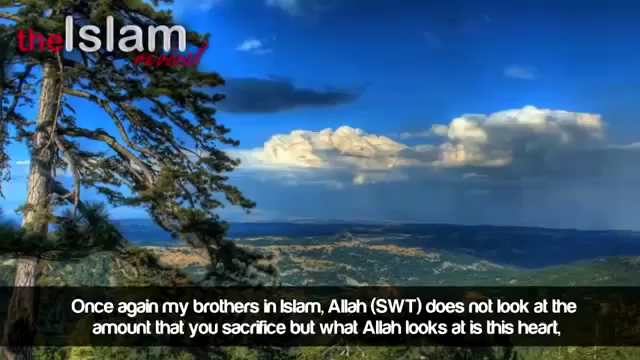 theIslam
revival
Once again my brothers in Islam, Allah (SWT) does not look at the
amount that you sacrifice but what Allah looks at is this heart,